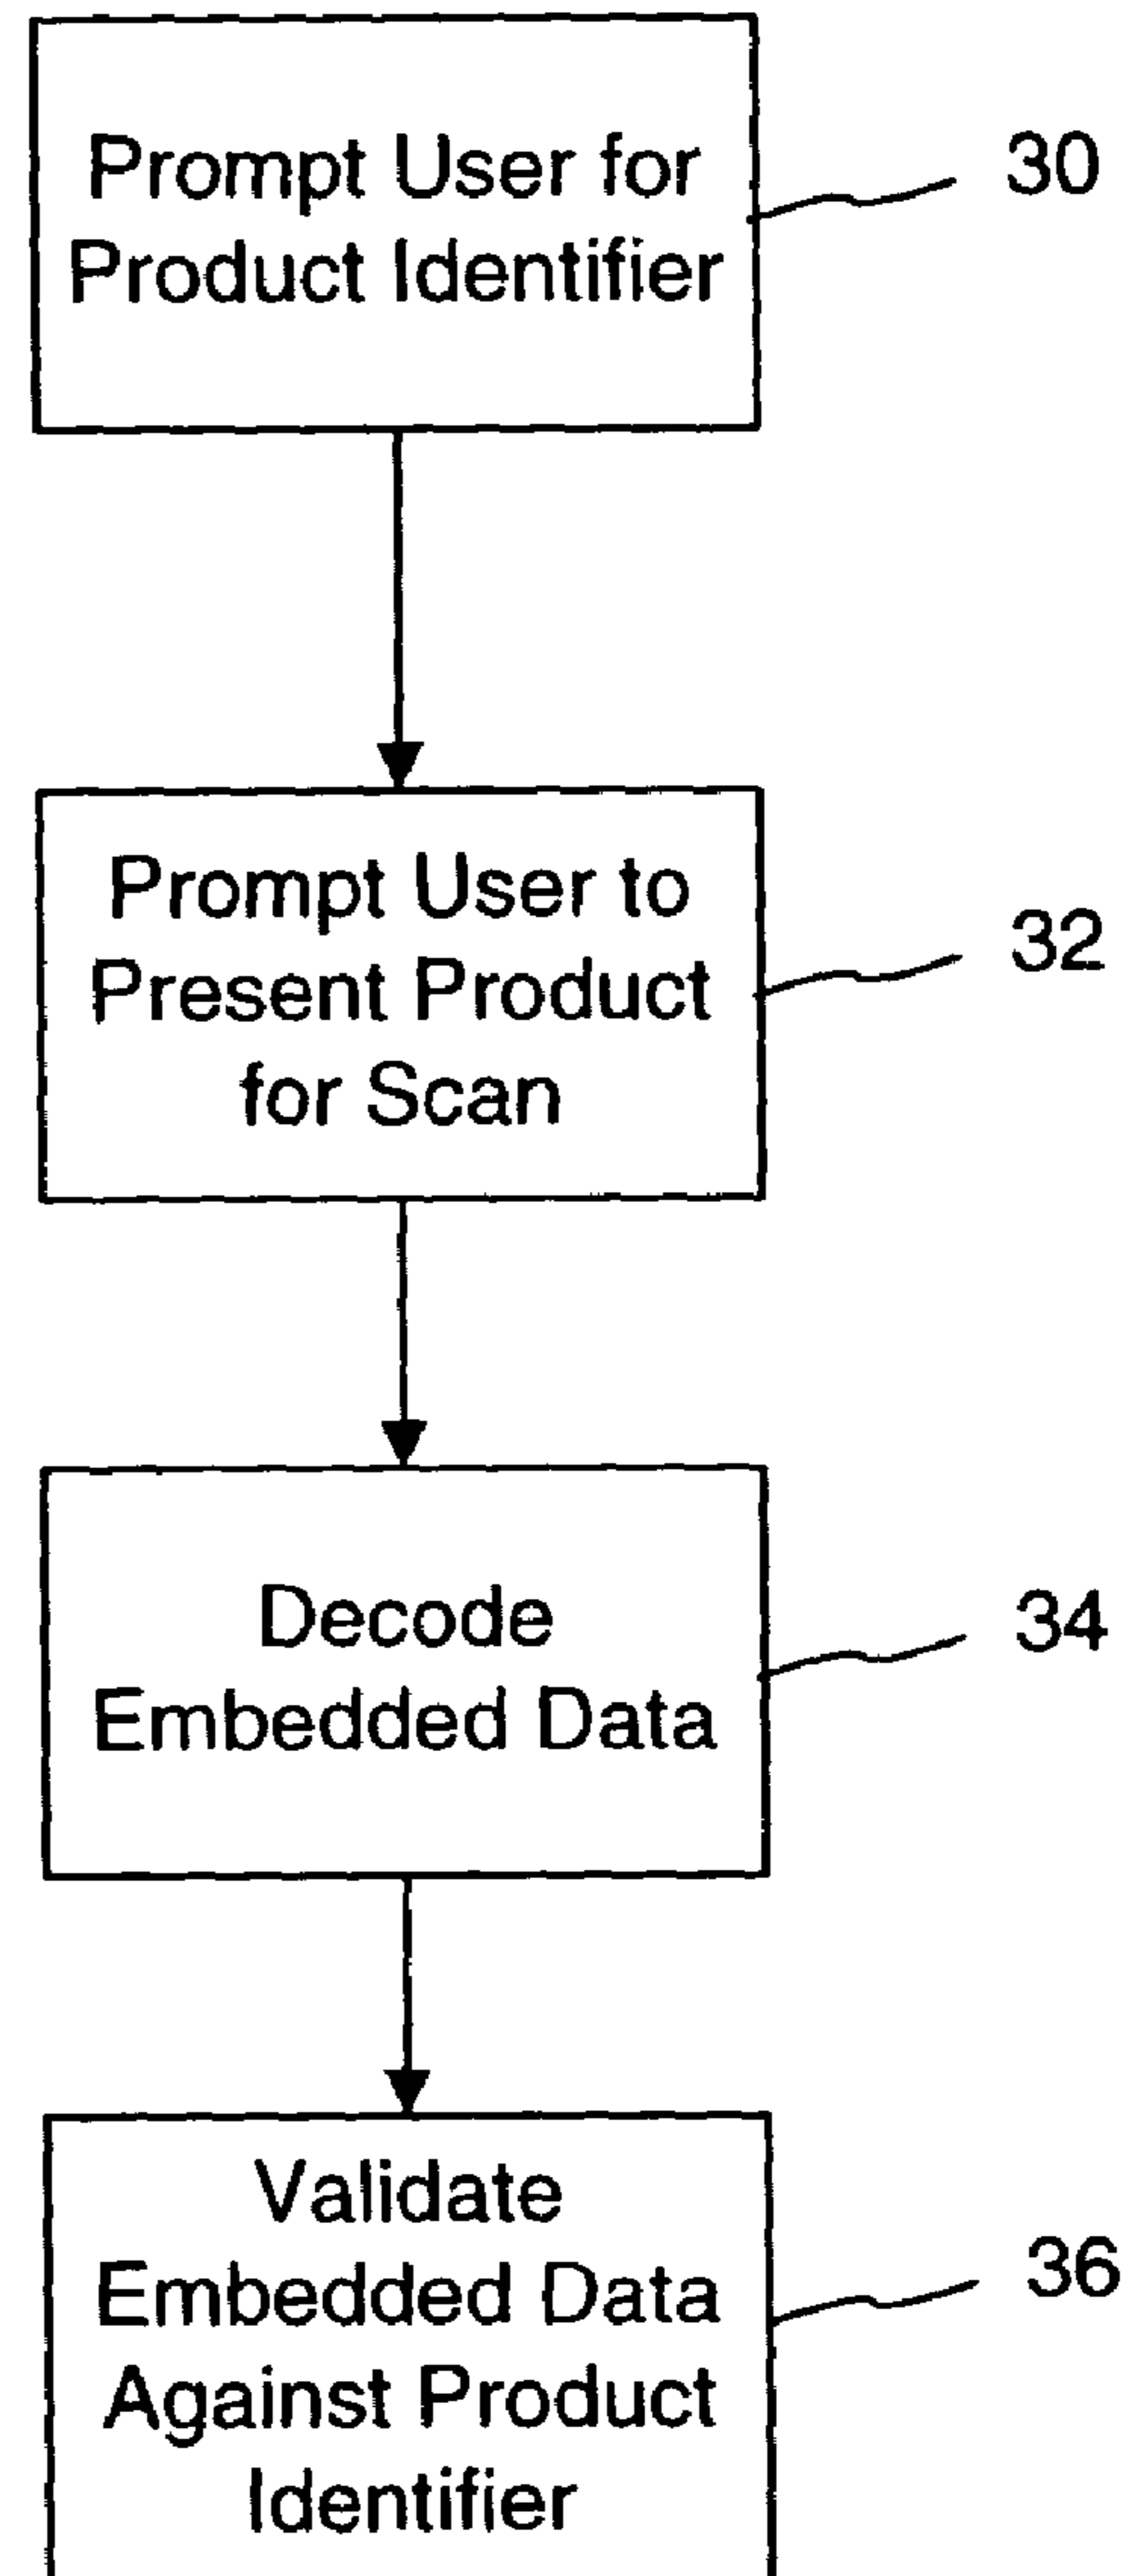 Prompt User for
Product Identifier
30
Prompt User to
Present Product
for Scan
32
Decode
Embedded Data
34
Validate
Embedded Data
Against Product
Identifier
36